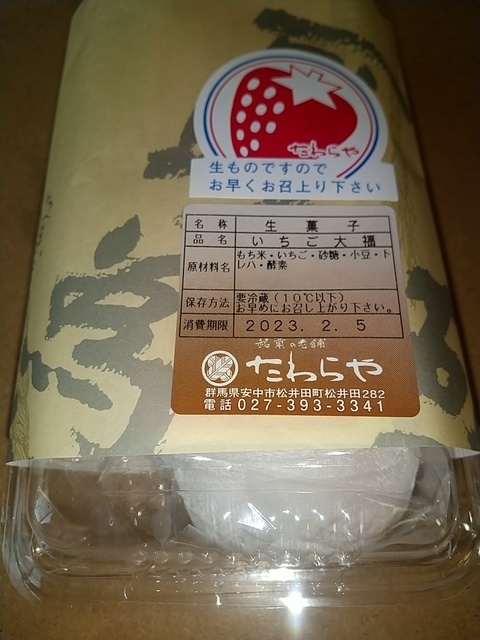 たわらや
生ものですので
お早くお召上り下さい
名称 生菓子
品名 いちご大福
原材料名 もち米・いちご・砂糖・小豆・ト
レハ・酵素
保存方法 要冷蔵(10℃以下)
お早めにお召し上がり下さい。
消費期限 2023. 2. 5
銘菓の老舗
たわらや
群馬県安中市松井田町松井田282
電話 027-393-3341